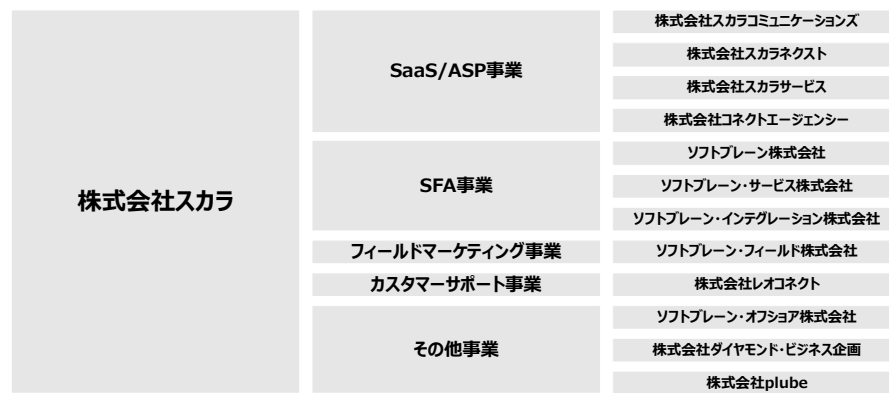 株式会社スカラ
SaaS/ASP事業
株式会社スカラコミュニケーションズ
株式会社スカラネクスト
株式会社スカラサービス
株式会社コネクトエージェンシー
SFA事業
ソフトブレーン株式会社
ソフトブレーン・サービス株式会社
ソフトブレーン・インテグレーション株式会社
フィールドマーケティング事業
ソフトブレーン・フィールド株式会社
カスタマーサポート事業
株式会社レオコネクト
その他事業
ソフトブレーン・オフショア株式会社
株式会社ダイヤモンド・ビジネス企画
株式会社plube